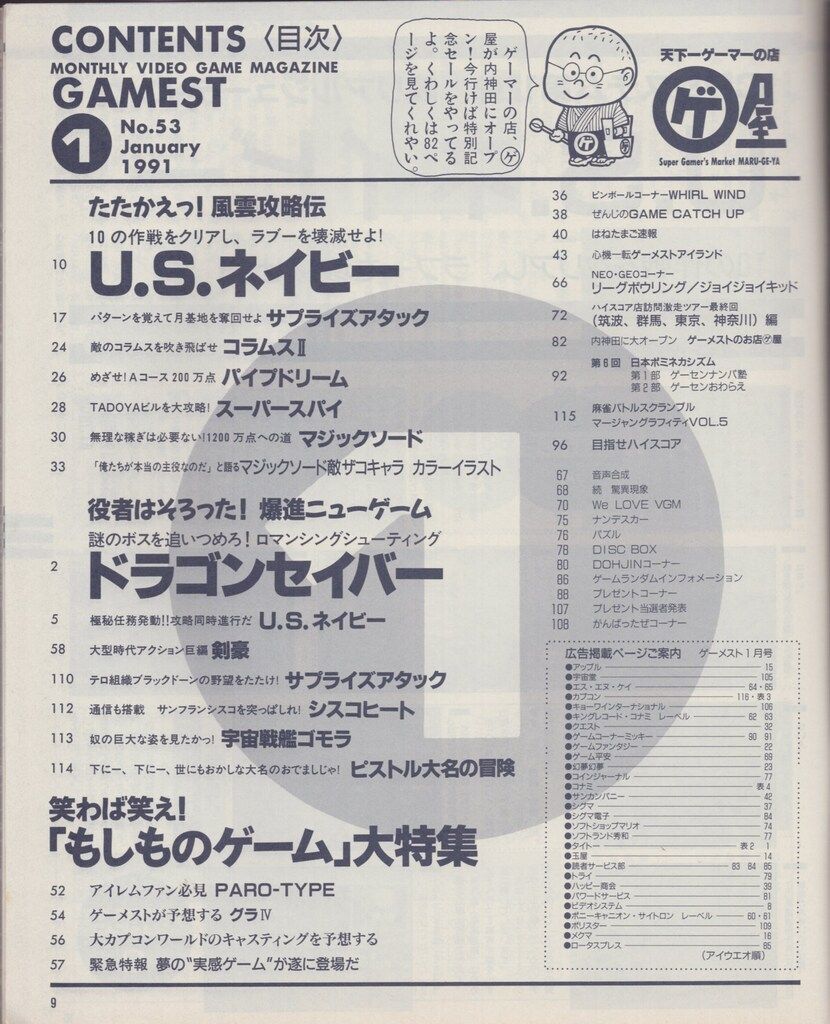 CONTENTS〈目次〉
MONTHLY VIDEO GAME MAGAZINE
GAMEST
1
No.53
January
1991
ゲーマーの店、ゲ
屋が内神田にオープ
ン！今行けば特別記
念セールをやってる
よ。くわしくは82ペ
ージを見てくれやい。
天下一ゲーマーの店
ゲ屋
Super Gamer's Market MARU-GE-YA
たたかえっ！風雲攻略伝
10の作戦をクリアし、ラブーを壊滅せよ！
10 U.S.ネイビー
17 パターンを覚えて月基地を奪回せよ サプライズアタック
24 敵のコラムスを吹き飛ばせ コラムスⅡ
26 めざせ！Aコース200万点 パイプドリーム
28 TADOYAビルを大攻略！ スーパースパイ
30 無理な稼ぎは必要ない！1200万点への道 マジックソード
33 「俺たちが本当の主役なのだ」と語るマジックソード敵ザコキャラ カラーイラスト
役者はそろった！爆進ニューゲーム
謎のボスを追いつめろ！ロマンシングシューティング
2 ドラゴンセイバー
5 極秘任務発動!!攻略同時進行だ U.S.ネイビー
58 大型時代アクション巨編 剣豪
110 テロ組織ブラックドーンの野望をたたけ！ サプライズアタック
112 通信も搭載 サンフランシスコを突っぱしれ！ シスコヒート
113 奴の巨大な姿を見たかっ！ 宇宙戦艦ゴモラ
114 下にー、下にー、世にもおかしな大名のおでましじゃ！ ピストル大名の冒険
笑わば笑え！
「もしものゲーム」大特集
52 アイレムファン必見 PARO-TYPE
54 ゲーメストが予想する グラⅣ
56 大カプコンワールドのキャスティングを予想する
57 緊急特報 夢の"実感ゲーム"が遂に登場だ
36 ピンボールコーナーWHIRL WIND
38 ぜんじのGAME CATCH UP
40 はねたまご速報
43 心機一転ゲーメストアイランド
66 NEO・GEOコーナー
リーグボウリング／ジョイジョイキッド
72 ハイスコア店訪問激走ツアー最終回
（筑波、群馬、東京、神奈川）編
82 内神田に大オープン ゲーメストのお店ゲ屋
92 第6回 日本ポミネカシズム
第1部 ゲーセンナンパ塾
第2部 ゲーセンおわらえ
115 麻雀バトルスクランブル
マージャングラフィティVOL.5
96 目指せハイスコア
67 音声合成
68 続 驚異現象
70 We LOVE VGM
75 ナンデスカー
76 パズル
78 DISC BOX
80 DOHJINコーナー
86 ゲームランダムインフォメーション
88 プレゼントコーナー
107 プレゼント当選者発表
108 がんばったぜコーナー
広告掲載ページご案内 ゲーメスト1月号
●アップル 15
●宇宙堂 105
●エス・エヌ・ケイ 64・65
●カプコン 116・表3
●キョーワインターナショナル 106
●キングレコード・コナミ レーベル 62 63
●クエスト 32
●ゲームコーナーミッキー 90 91
●ゲームファンタジー 22
●ゲーム平安 69
●幻夢幻夢 23
●コインジャーナル 77
●コナミ 表4
●サンカンパニー 42
●シグマ 37
●シグマ電子 84
●ソフトショップマリオ 74
●ソフトランド秀和 77
●タイトー 表2 1
●玉屋 14
●読者サービス部 83 84 85
●トライ 79
●ハッピー商会 39
●パワードサービス 81
●ビデオシステム 8
●ポニーキャニオン・サイトロン レーベル 60・61
●ポリスター 109
●メクマ 16
●ロータスプレス 85
（アイウエオ順）
9